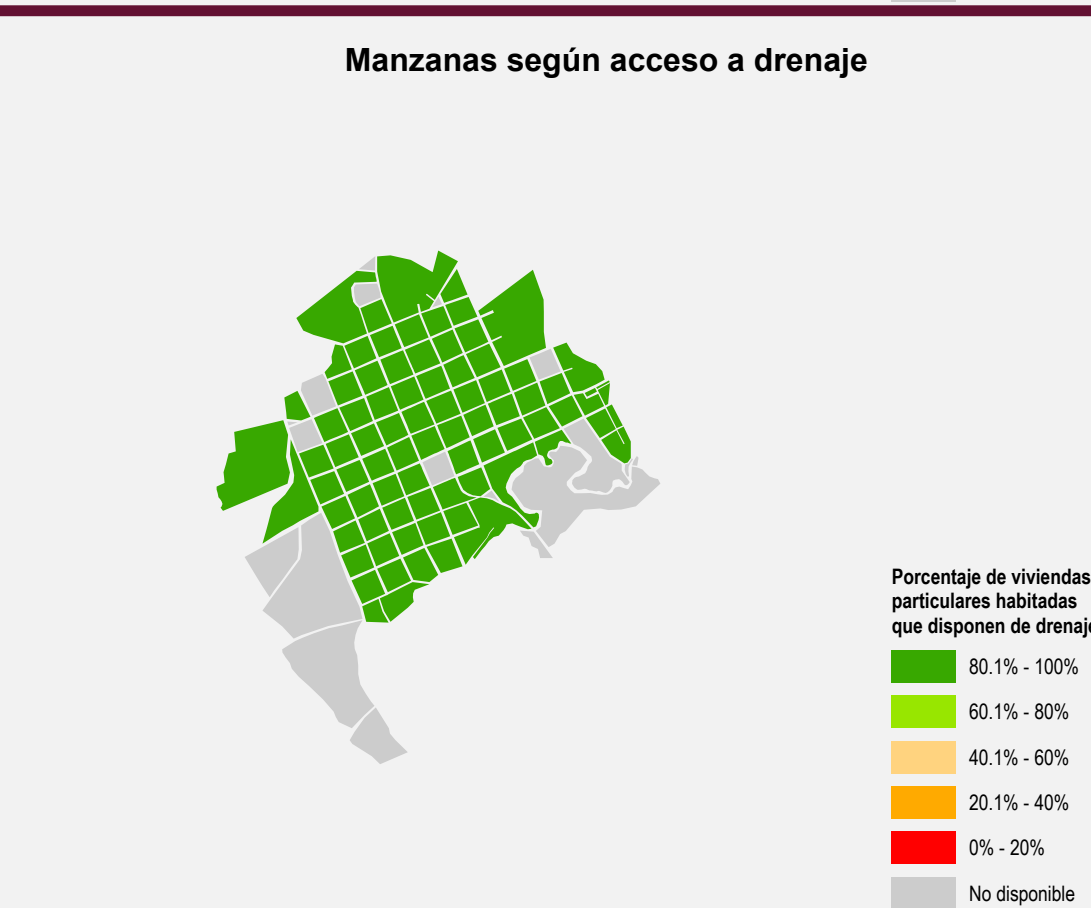 Manzanas según acceso a drenaje
Porcentaje de viviendas
particulares habitadas
que disponen de drenaje
80.1% - 100%
60.1% - 80%
40.1% - 60%
20.1% - 40%
0% - 20%
No disponible